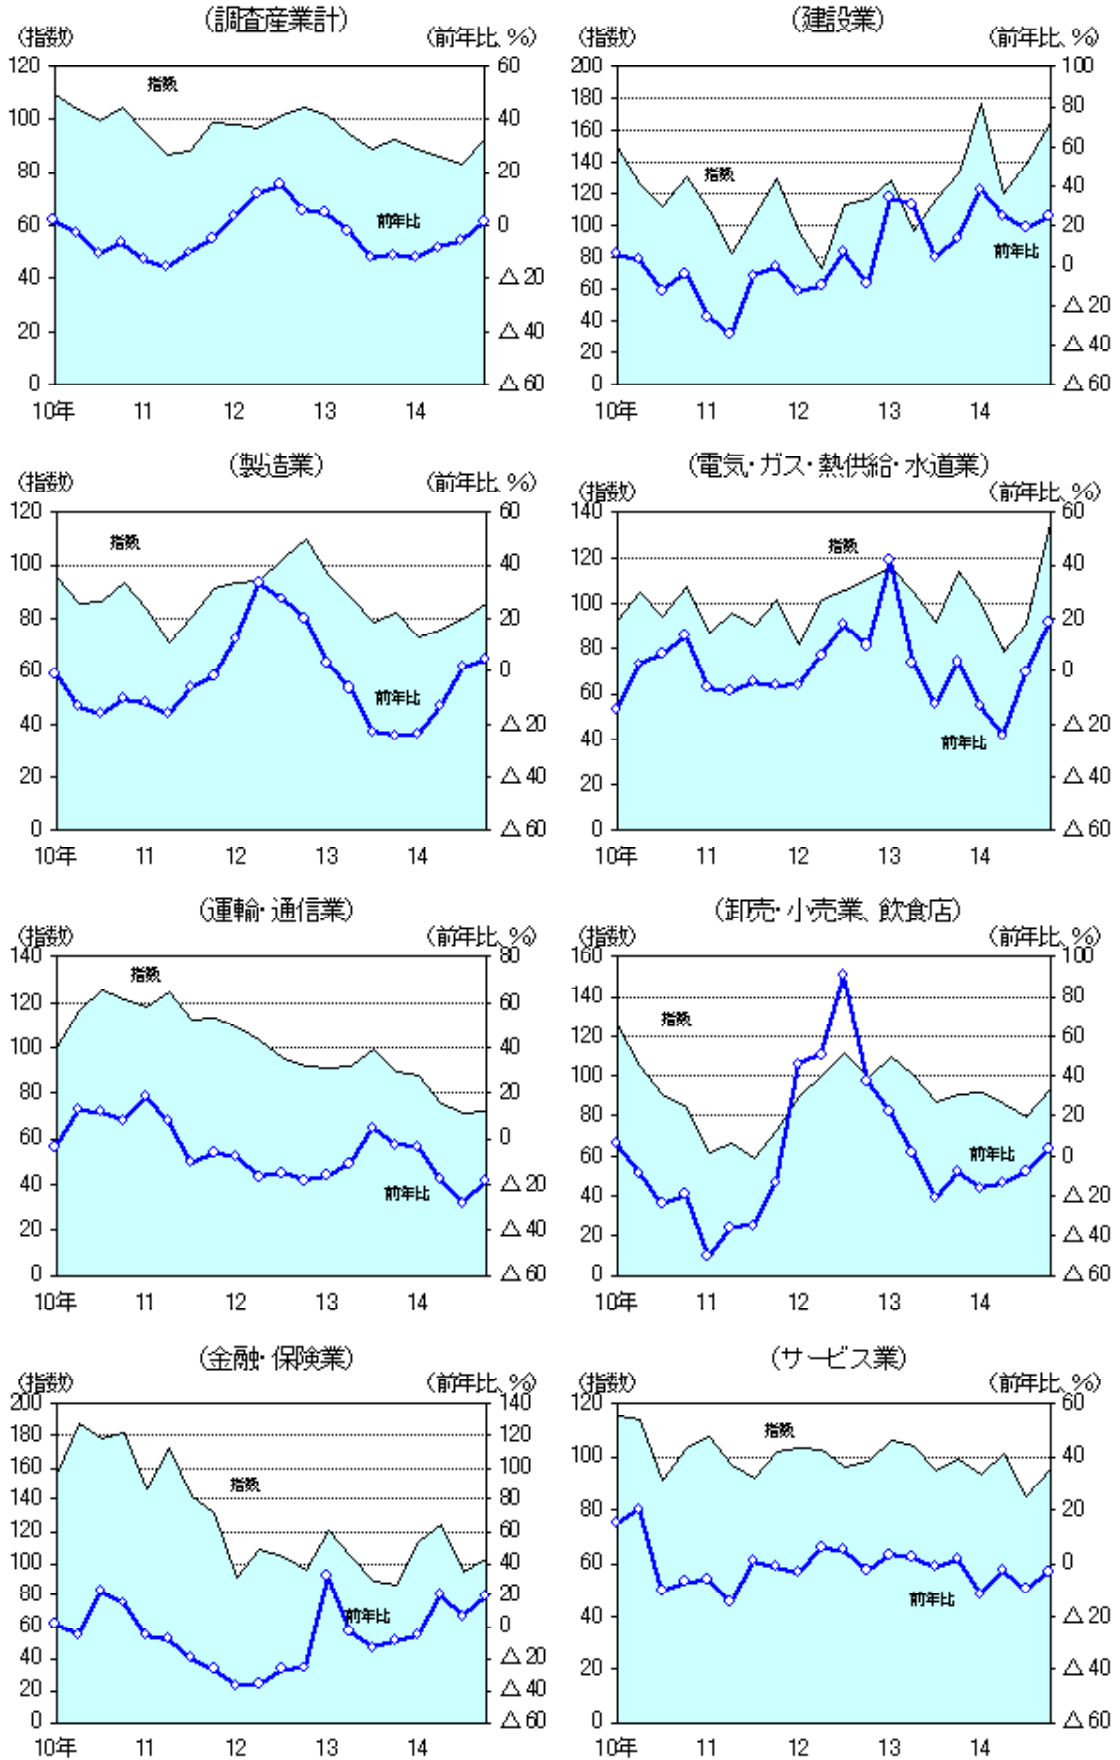 (調査産業計)
(指数)
(前年比、%)
120
100
80
60
40
20
0
60
40
20
0
△20
△40
△60
指数
前年比
10年 11 12 13 14
(建設業)
(指数)
(前年比、%)
200
180
160
140
120
100
80
60
40
20
0
100
80
60
40
20
0
△20
△40
△60
指数
前年比
10年 11 12 13 14
(製造業)
(指数)
(前年比、%)
120
100
80
60
40
20
0
60
40
20
0
△20
△40
△60
指数
前年比
10年 11 12 13 14
(電気・ガス・熱供給・水道業)
(指数)
(前年比、%)
140
120
100
80
60
40
20
0
60
40
20
0
△20
△40
△60
指数
前年比
10年 11 12 13 14
(運輸・通信業)
(指数)
(前年比、%)
140
120
100
80
60
40
20
0
80
60
40
20
0
△20
△40
△60
指数
前年比
10年 11 12 13 14
(卸売・小売業、飲食店)
(指数)
(前年比、%)
160
140
120
100
80
60
40
20
0
100
80
60
40
20
0
△20
△40
△60
指数
前年比
10年 11 12 13 14
(金融・保険業)
(指数)
(前年比、%)
200
180
160
140
120
100
80
60
40
20
0
140
120
100
80
60
40
20
0
△20
△40
△60
指数
前年比
10年 11 12 13 14
(サービス業)
(指数)
(前年比、%)
120
100
80
60
40
20
0
60
40
20
0
△20
△40
△60
指数
前年比
10年 11 12 13 14